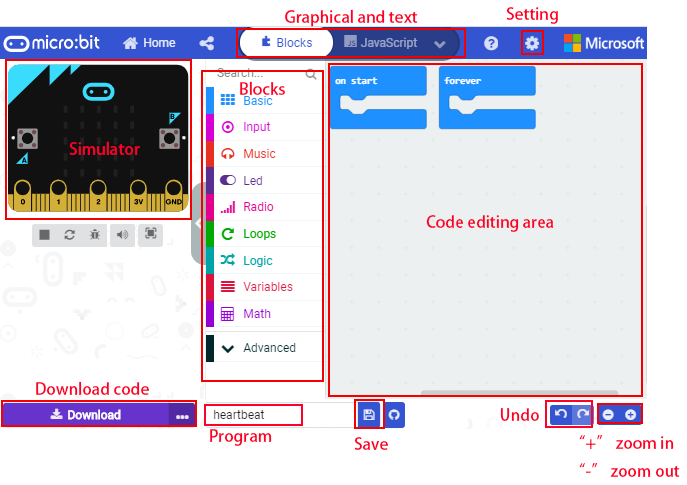 Graphical and text
Setting
micro:bit
Home
Blocks
JavaScript
Microsoft
Search...
Blocks
Basic
Input
Music
Led
Radio
Loops
Logic
Variables
Math
Advanced
B
A
Simulator
0 1 2 3V GND
on start
forever
Code editing area
Download code
Download
heartbeat
Program
Save
Undo
“+” zoom in
“-” zoom out